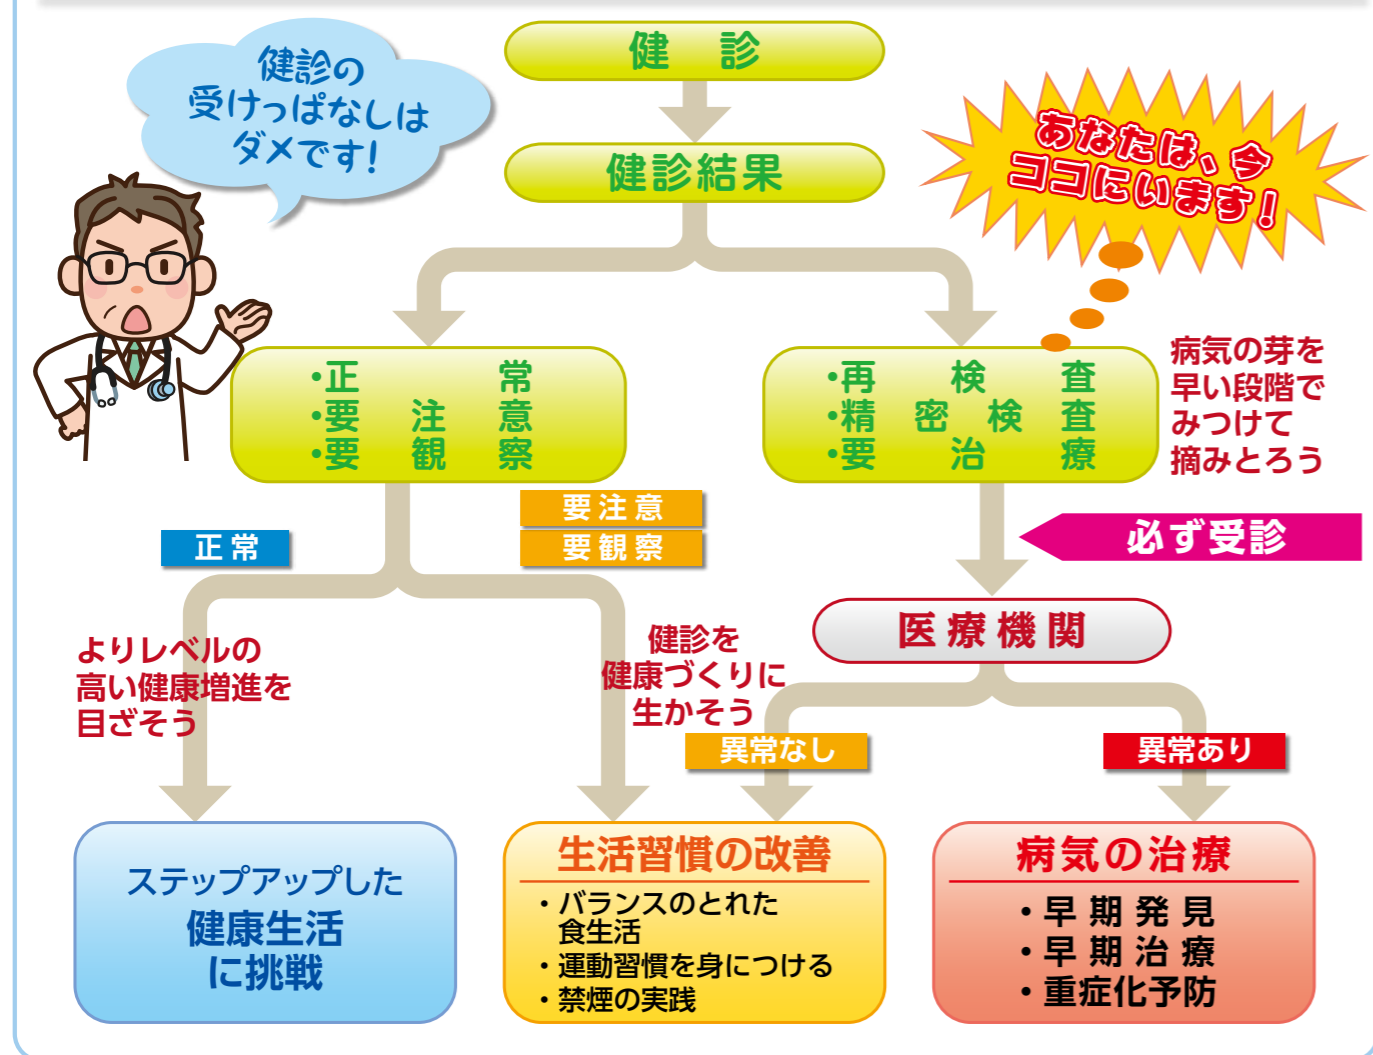 健診
健診の
受けっぱなしは
ダメです!
健診結果
あなたは、今
ココにいます!
・正常
・要注意
・要観察
・再検査
・精密検査
・要治療
病気の芽を
早い段階で
みつけて
摘みとろう
正常
要注意
要観察
必ず受診
医療機関
よりレベルの
高い健康増進を
目ざそう
健診を
健康づくりに
生かそう
異常なし
異常あり
ステップアップした
健康生活
に挑戦
生活習慣の改善
・バランスのとれた
食生活
・運動習慣を身につける
・禁煙の実践
病気の治療
・早期発見
・早期治療
・重症化予防